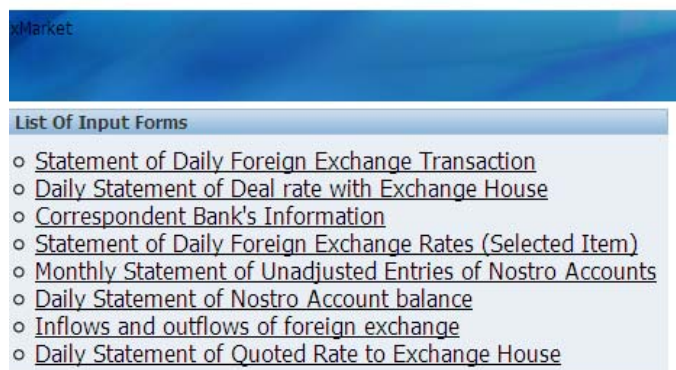 xMarket
List Of Input Forms
Statement of Daily Foreign Exchange Transaction
Daily Statement of Deal rate with Exchange House
Correspondent Bank's Information
Statement of Daily Foreign Exchange Rates (Selected Item)
Monthly Statement of Unadjusted Entries of Nostro Accounts
Daily Statement of Nostro Account balance
Inflows and outflows of foreign exchange
Daily Statement of Quoted Rate to Exchange House